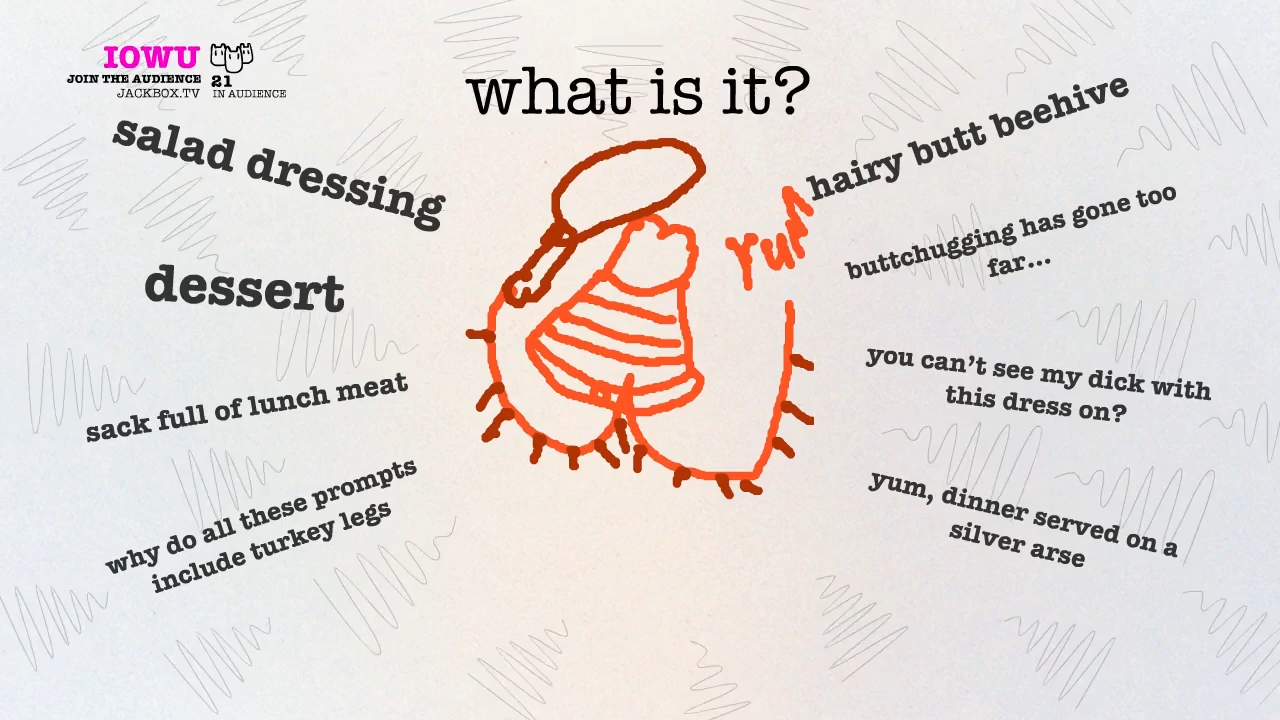 IOWU
JOIN THE AUDIENCE
JACKBOX.TV
21
IN AUDIENCE
what is it?
salad dressing
dessert
sack full of lunch meat
why do all these prompts
include turkey legs
rum
hairy butt beehive
buttchugging has gone too
far...
you can't see my dick with
this dress on?
yum, dinner served on a
silver arse